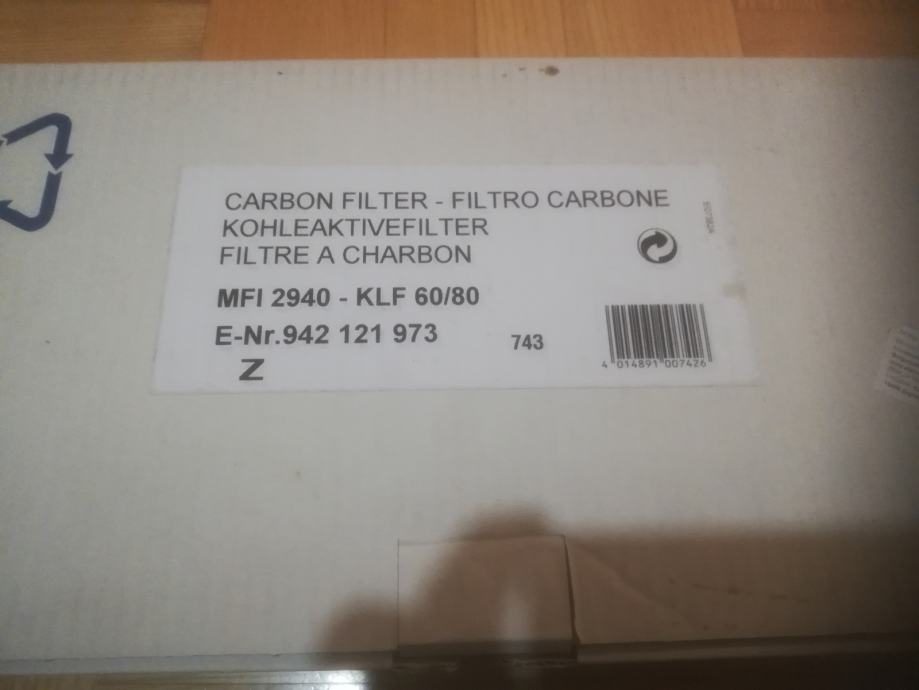 CARBON FILTER - FILTRO CARBONE
KOHLEAKTIVEFILTER
FILTRE A CHARBON
MFI 2940 - KLF 60/80
E-Nr.942 121 973
743
Z
4 014891 007426